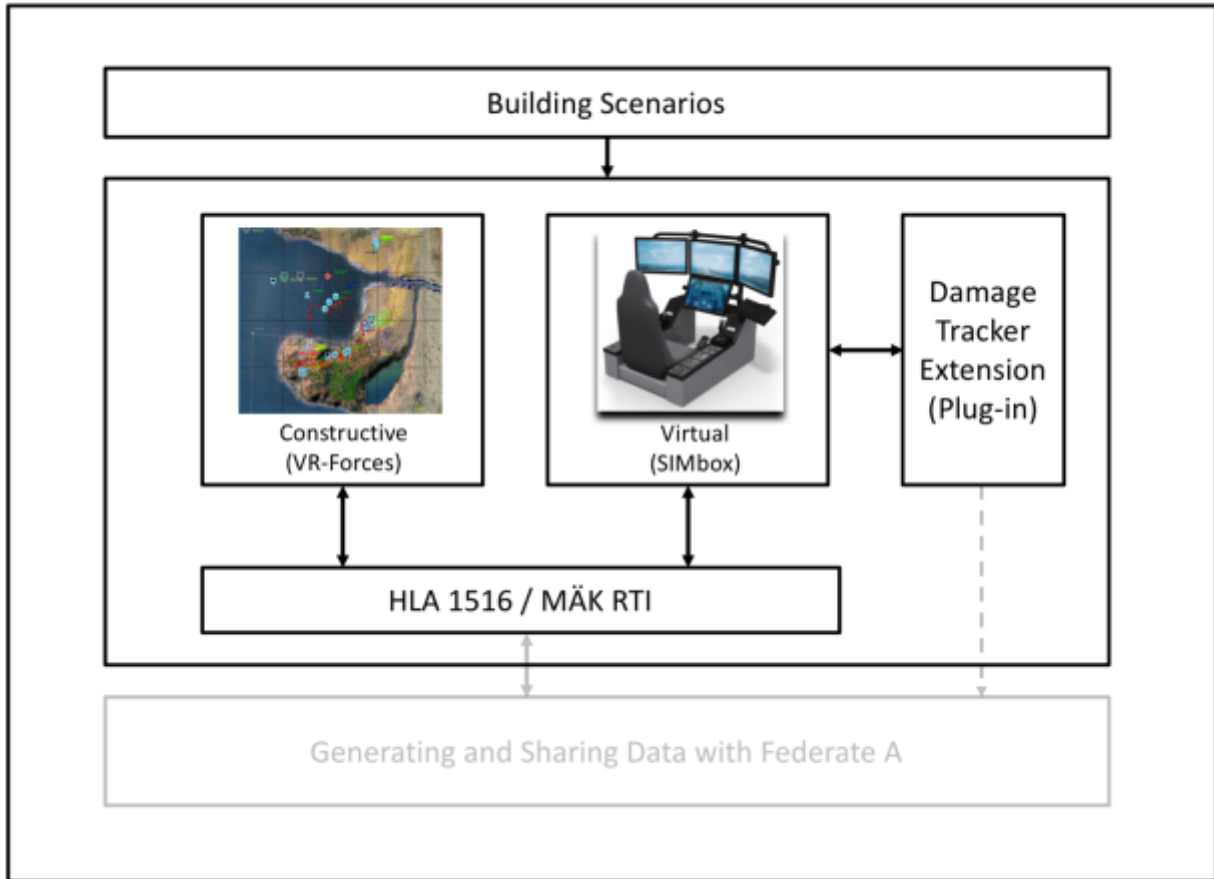 Building Scenarios
Constructive
(VR-Forces)
Virtual
(SIMbox)
Damage
Tracker
Extension
(Plug-in)
HLA 1516 / MÄK RTI
Generating and Sharing Data with Federate A